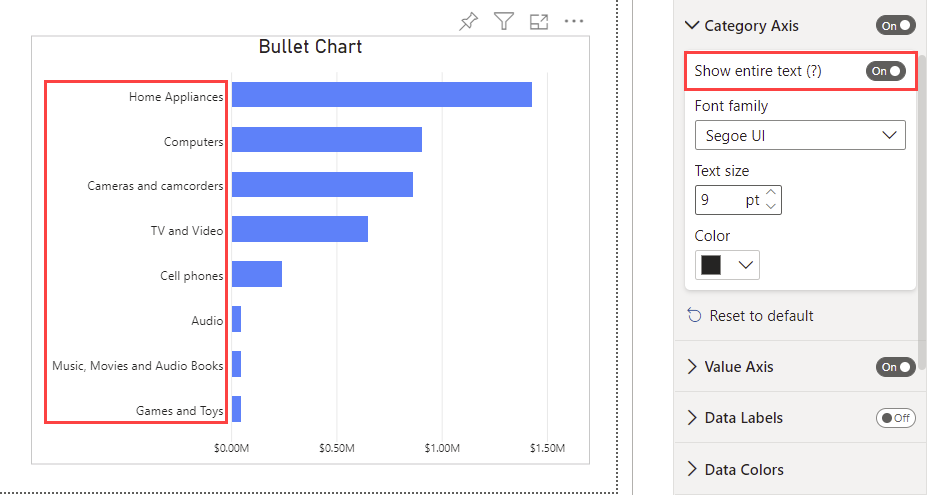 Bullet Chart
Home Appliances
Computers
Cameras and camcorders
TV and Video
Cell phones
Audio
Music, Movies and Audio Books
Games and Toys
$0.00M $0.50M $1.00M $1.50M
Category Axis On
Show entire text (?) On
Font family
Segoe UI
Text size
9 pt
Color
Reset to default
Value Axis On
Data Labels Off
Data Colors